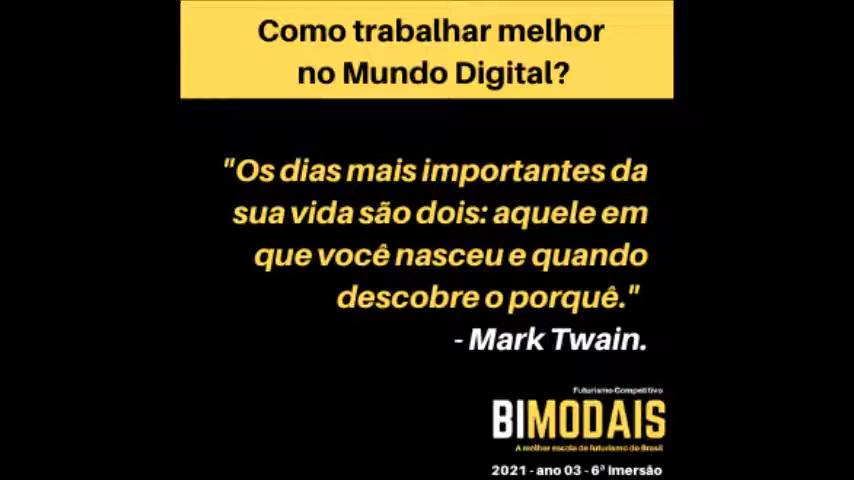 Como trabalhar melhor
no Mundo Digital?
"Os dias mais importantes da
sua vida são dois: aquele em
que você nasceu e quando
descobre o porquê."
- Mark Twain.
Futurismo Competitivo
BIMODAIS
A melhor escola de futurismo do Brasil
2021 - ano 03 - 6ª Imersão